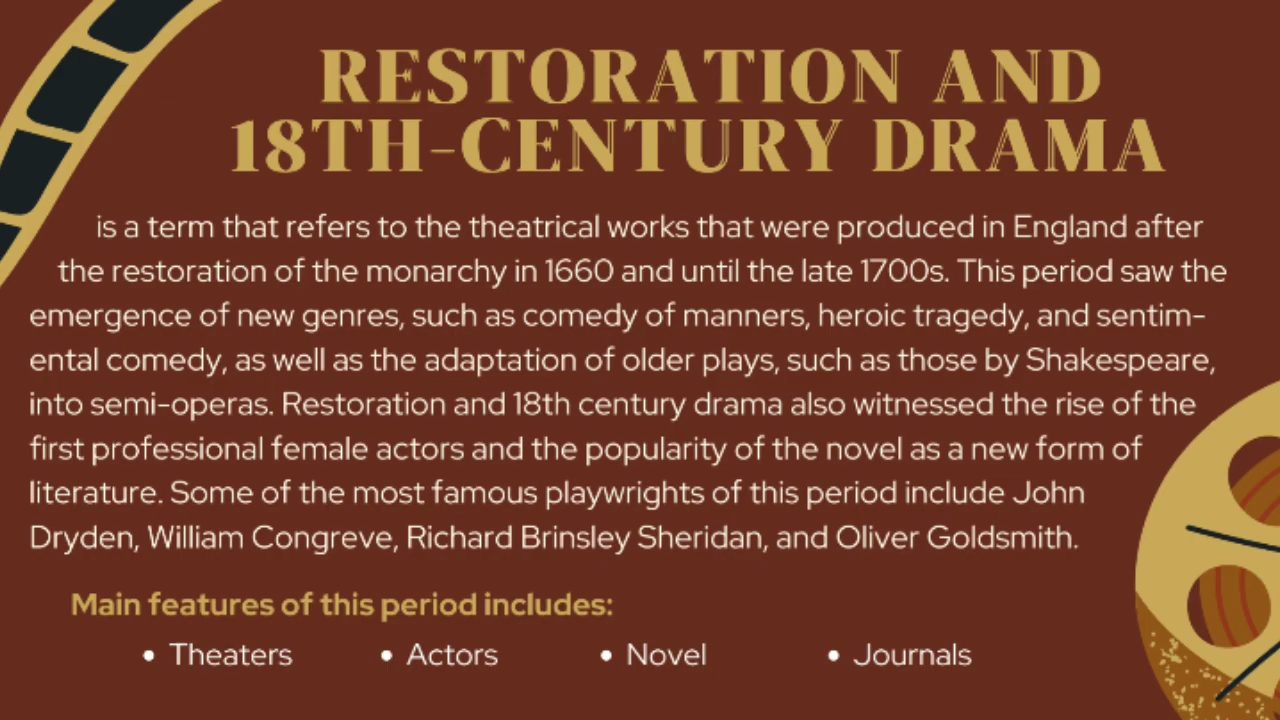 RESTORATION AND
18TH-CENTURY DRAMA
is a term that refers to the theatrical works that were produced in England after
the restoration of the monarchy in 1660 and until the late 1700s. This period saw the
emergence of new genres, such as comedy of manners, heroic tragedy, and sentim-
ental comedy, as well as the adaptation of older plays, such as those by Shakespeare,
into semi-operas. Restoration and 18th century drama also witnessed the rise of the
first professional female actors and the popularity of the novel as a new form of
literature. Some of the most famous playwrights of this period include John
Dryden, William Congreve, Richard Brinsley Sheridan, and Oliver Goldsmith.
Main features of this period includes:
• Theaters • Actors • Novel • Journals